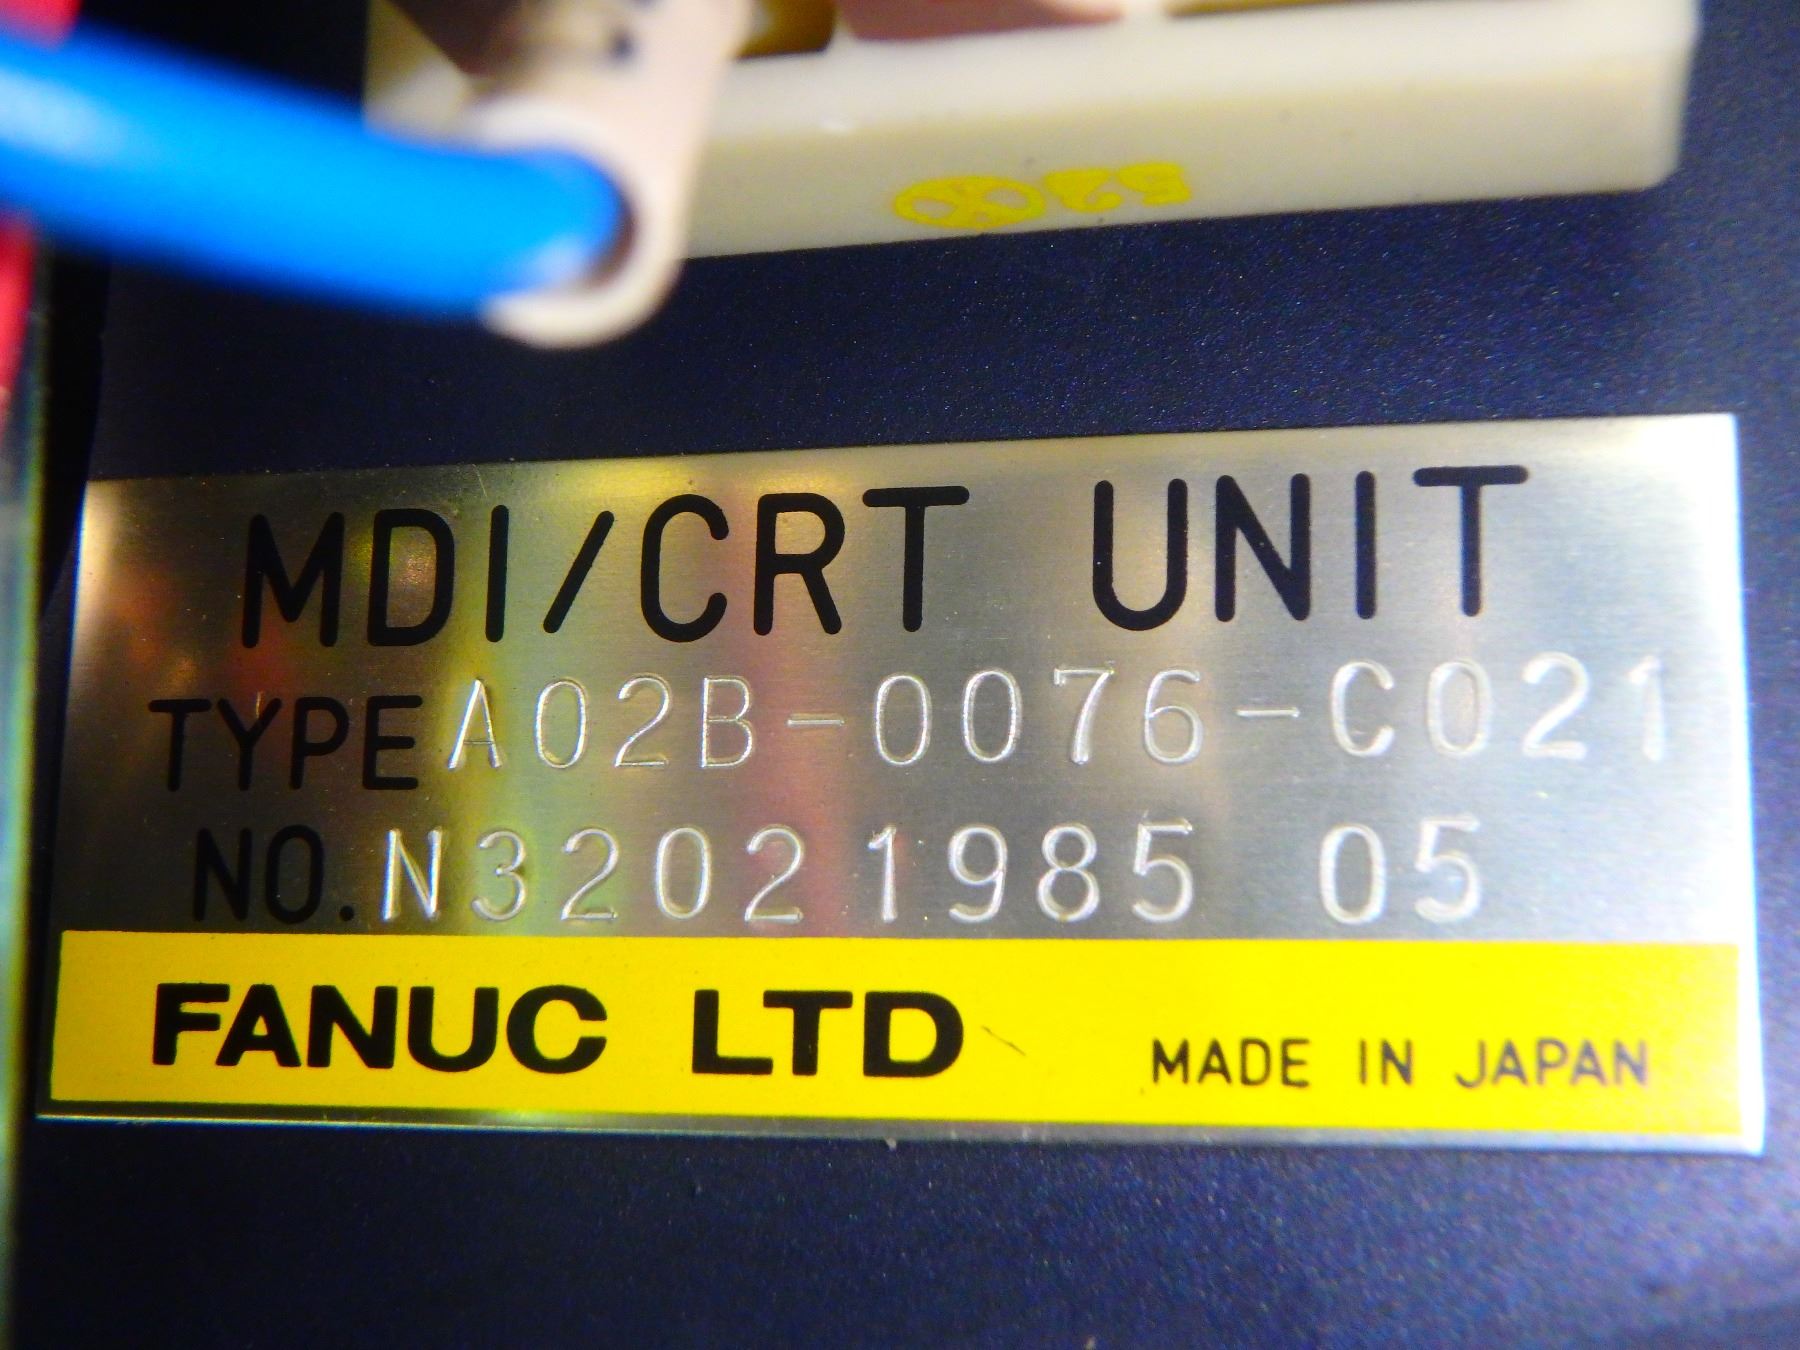 MDI/CRT UNIT
TYPE A02B-0076-C021
NO. N32021985 05
FANUC LTD MADE IN JAPAN